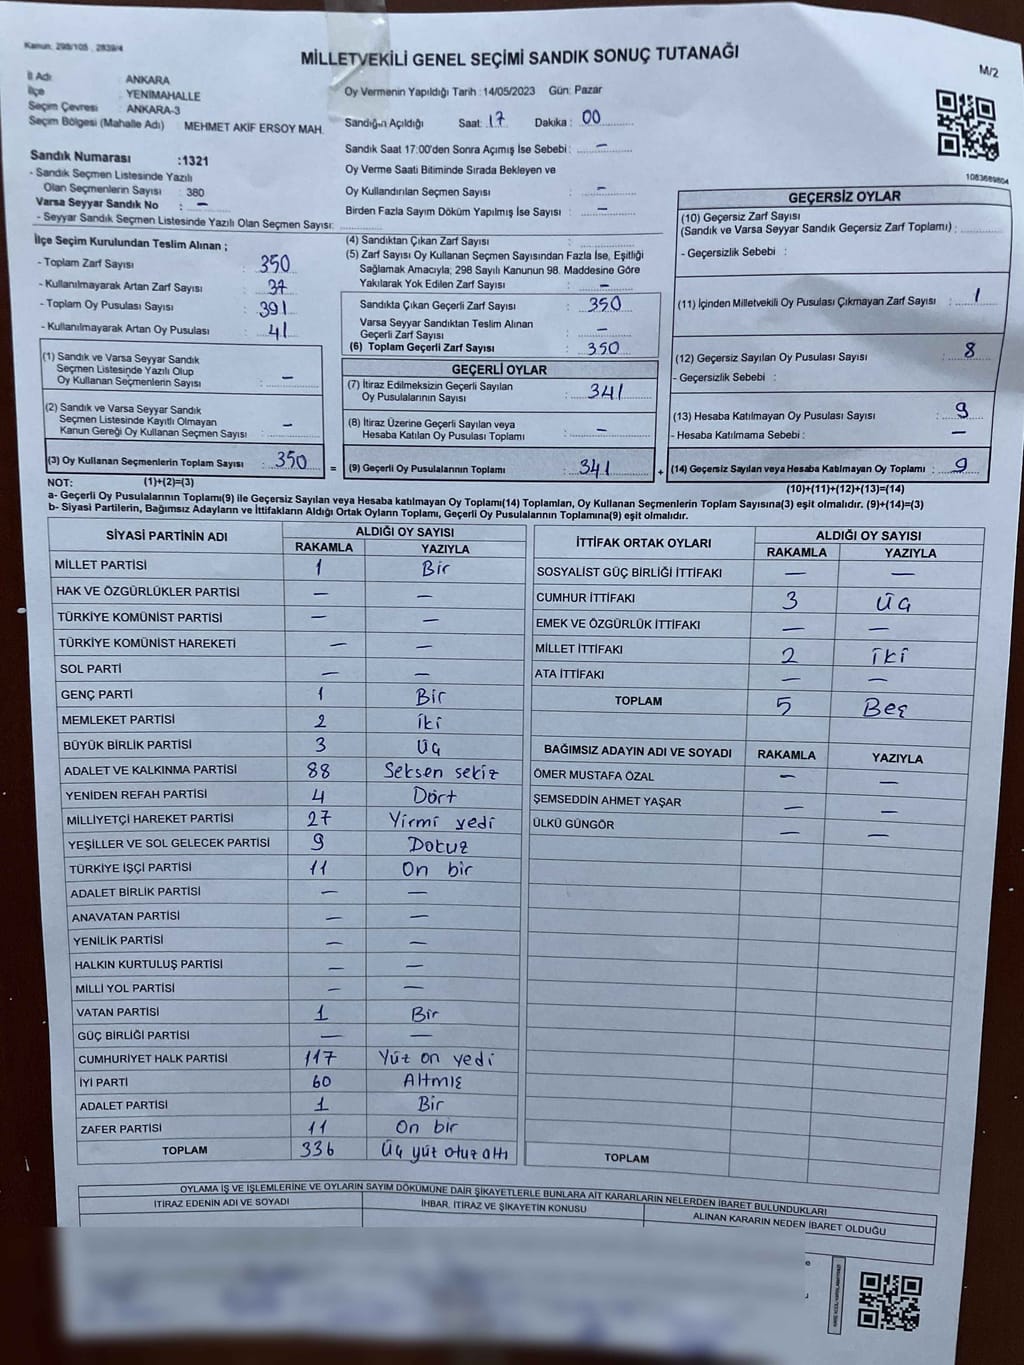 Kanun: 298/105 , 2839/4
MİLLETVEKİLİ GENEL SEÇİMİ SANDIK SONUÇ TUTANAĞI
M/2
İl Adı : ANKARA
İlçe : YENİMAHALLE
Seçim Çevresi : ANKARA-3
Seçim Bölgesi (Mahalle Adı) : MEHMET AKİF ERSOY MAH.
Sandık Numarası :1321
- Sandık Seçmen Listesinde Yazılı
Olan Seçmenlerin Sayısı : 380
Varsa Seyyar Sandık No : –
- Seyyar Sandık Seçmen Listesinde Yazılı Olan Seçmen Sayısı:
Oy Vermenin Yapıldığı Tarih : 14/05/2023 Gün: Pazar
Sandığın Açıldığı Saat: 17 Dakika : 00
Sandık Saat 17:00'den Sonra Açımış İse Sebebi : –
Oy Verme Saati Bitiminde Sırada Bekleyen ve
Oy Kullandırılan Seçmen Sayısı : –
Birden Fazla Sayım Döküm Yapılmış İse Sayısı : –
1083689804
İlçe Seçim Kurulundan Teslim Alınan ;
- Toplam Zarf Sayısı : 350
- Kullanılmayarak Artan Zarf Sayısı : 37
- Toplam Oy Pusulası Sayısı : 391
- Kullanılmayarak Artan Oy Pusulası : 41
(1) Sandık ve Varsa Seyyar Sandık
Seçmen Listesinde Yazılı Olup
Oy Kullanan Seçmenlerin Sayısı : –
(2) Sandık ve Varsa Seyyar Sandık
Seçmen Listesinde Kayıtlı Olmayan
Kanun Gereği Oy Kullanan Seçmen Sayısı : –
(3) Oy Kullanan Seçmenlerin Toplam Sayısı : 350
(1)+(2)=(3)
(4) Sandıktan Çıkan Zarf Sayısı :
(5) Zarf Sayısı Oy Kullanan Seçmen Sayısından Fazla İse, Eşitliği
Sağlamak Amacıyla; 298 Sayılı Kanunun 98. Maddesine Göre
Yakılarak Yok Edilen Zarf Sayısı : –
Sandıkta Çıkan Geçerli Zarf Sayısı : 350
Varsa Seyyar Sandıktan Teslim Alınan
Geçerli Zarf Sayısı : –
(6) Toplam Geçerli Zarf Sayısı : 350
GEÇERLİ OYLAR
(7) İtiraz Edilmeksizin Geçerli Sayılan
Oy Pusulalarının Sayısı : 341
(8) İtiraz Üzerine Geçerli Sayılan veya
Hesaba Katılan Oy Pusulası Toplamı : –
= (9) Geçerli Oy Pusulalarının Toplamı : 341
GEÇERSİZ OYLAR
(10) Geçersiz Zarf Sayısı
(Sandık ve Varsa Seyyar Sandık Geçersiz Zarf Toplamı) :
- Geçersizlik Sebebi :
(11) İçinden Milletvekili Oy Pusulası Çıkmayan Zarf Sayısı : 1
(12) Geçersiz Sayılan Oy Pusulası Sayısı : 8
- Geçersizlik Sebebi :
(13) Hesaba Katılmayan Oy Pusulası Sayısı : 9
- Hesaba Katılmama Sebebi : –
+ (14) Geçersiz Sayılan veya Hesaba Katılmayan Oy Toplamı : 9
(10)+(11)+(12)+(13)=(14)
NOT:
a- Geçerli Oy Pusulalarının Toplamı(9) ile Geçersiz Sayılan veya Hesaba katılmayan Oy Toplamı(14) Toplamları, Oy Kullanan Seçmenlerin Toplam Sayısına(3) eşit olmalıdır. (9)+(14)=(3)
b- Siyasi Partilerin, Bağımsız Adayların ve İttifakların Aldığı Ortak Oyların Toplamı, Geçerli Oy Pusulalarının Toplamına(9) eşit olmalıdır.
SİYASİ PARTİNİN ADI ALDIĞI OY SAYISI
RAKAMLA YAZIYLA
MİLLET PARTİSİ 1 Bir
HAK VE ÖZGÜRLÜKLER PARTİSİ – –
TÜRKİYE KOMÜNİST PARTİSİ – –
TÜRKİYE KOMÜNİST HAREKETİ – –
SOL PARTİ – –
GENÇ PARTİ 1 Bir
MEMLEKET PARTİSİ 2 iki
BÜYÜK BİRLİK PARTİSİ 3 Üç
ADALET VE KALKINMA PARTİSİ 88 Seksen sekiz
YENİDEN REFAH PARTİSİ 4 Dört
MİLLİYETÇİ HAREKET PARTİSİ 27 Yirmi yedi
YEŞİLLER VE SOL GELECEK PARTİSİ 9 Dokuz
TÜRKİYE İŞÇİ PARTİSİ 11 On bir
ADALET BİRLİK PARTİSİ – –
ANAVATAN PARTİSİ – –
YENİLİK PARTİSİ – –
HALKIN KURTULUŞ PARTİSİ – –
MİLLİ YOL PARTİSİ – –
VATAN PARTİSİ 1 Bir
GÜÇ BİRLİĞİ PARTİSİ – –
CUMHURİYET HALK PARTİSİ 117 Yüz on yedi
İYİ PARTİ 60 Altmış
ADALET PARTİSİ 1 Bir
ZAFER PARTİSİ 11 On bir
TOPLAM 336 Üç yüz otuz altı
İTTİFAK ORTAK OYLARI ALDIĞI OY SAYISI
RAKAMLA YAZIYLA
SOSYALİST GÜÇ BİRLİĞİ İTTİFAKI – –
CUMHUR İTTİFAKI 3 Üç
EMEK VE ÖZGÜRLÜK İTTİFAKI – –
MİLLET İTTİFAKI 2 iki
ATA İTTİFAKI – –
TOPLAM 5 Beş
BAĞIMSIZ ADAYIN ADI VE SOYADI RAKAMLA YAZIYLA
ÖMER MUSTAFA ÖZAL – –
ŞEMSEDDİN AHMET YAŞAR – –
ÜLKÜ GÜNGÖR – –
TOPLAM
OYLAMA İŞ VE İŞLEMLERİNE VE OYLARIN SAYIM DÖKÜMÜNE DAİR ŞİKAYETLERLE BUNLARA AİT KARARLARIN NELERDEN İBARET BULUNDUKLARI
İTİRAZ EDENİN ADI VE SOYADI İHBAR, İTİRAZ VE ŞİKAYETİN KONUSU ALINAN KARARIN NEDEN İBARET OLDUĞU